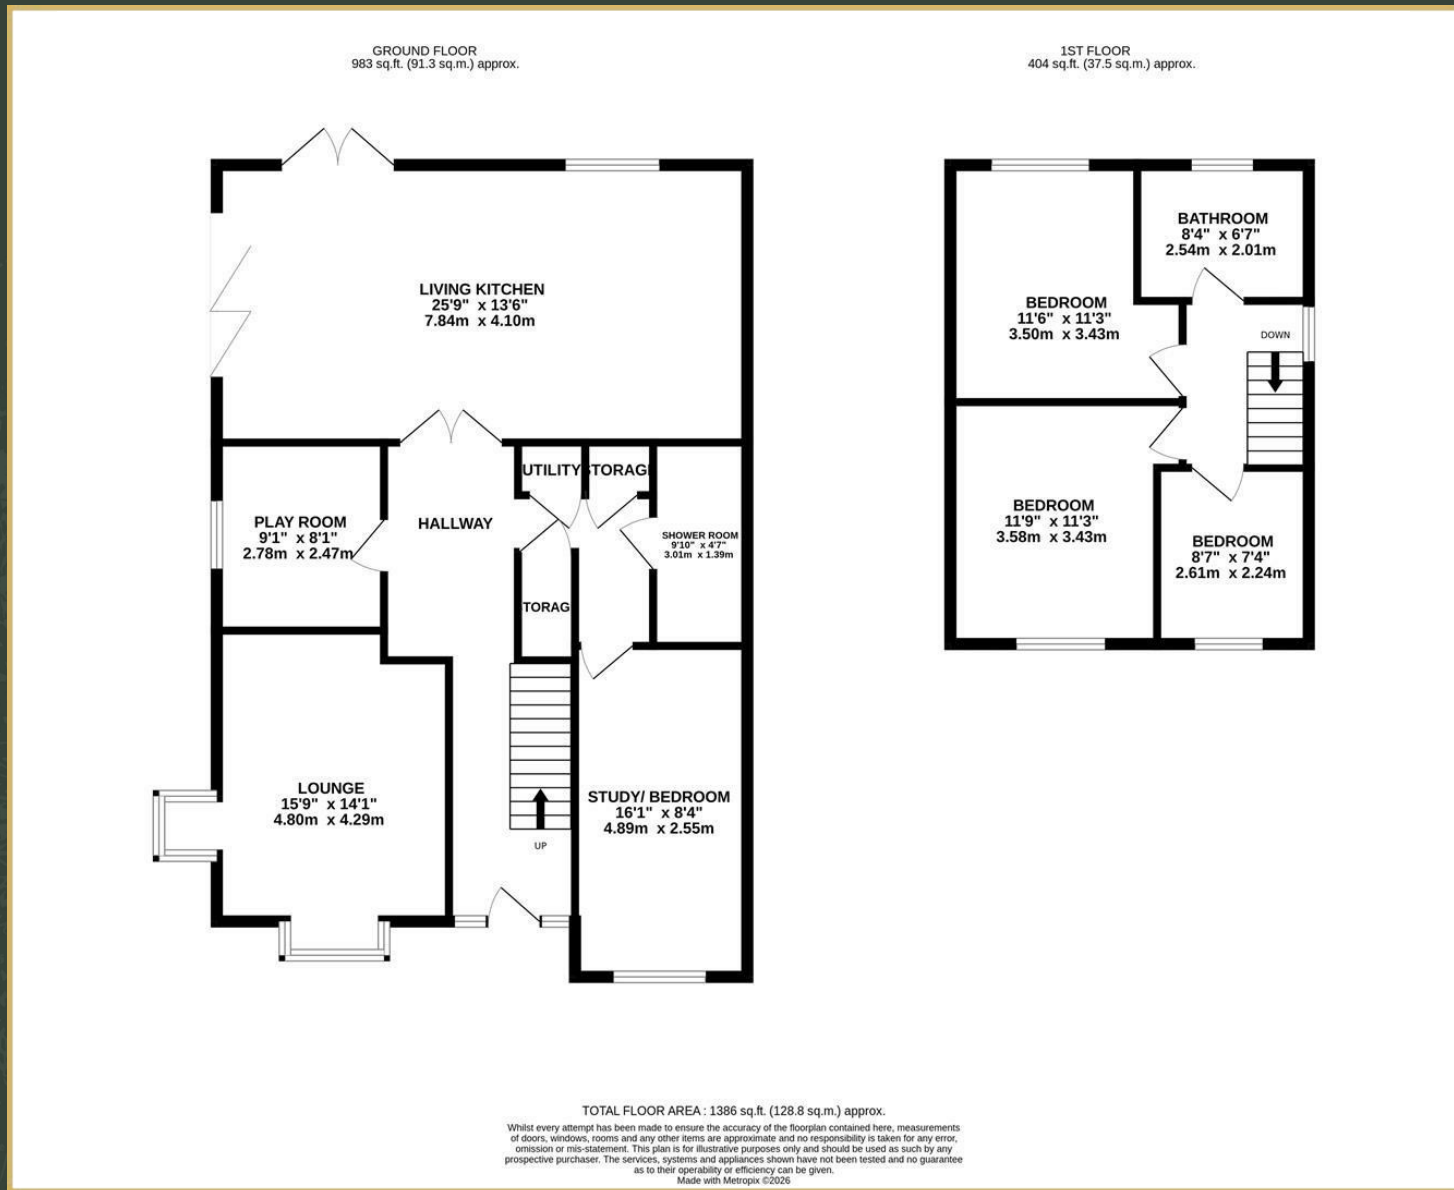 GROUND FLOOR
983 sq.ft. (91.3 sq.m.) approx.
1ST FLOOR
404 sq.ft. (37.5 sq.m.) approx.
LIVING KITCHEN
25'9" x 13'6"
7.84m x 4.10m
UTILITY
STORAGE
PLAY ROOM
9'1" x 8'1"
2.78m x 2.47m
HALLWAY
SHOWER ROOM
9'10" x 4'7"
3.01m x 1.39m
TORAG
LOUNGE
15'9" x 14'1"
4.80m x 4.29m
STUDY/ BEDROOM
16'1" x 8'4"
4.89m x 2.55m
UP
BATHROOM
8'4" x 6'7"
2.54m x 2.01m
BEDROOM
11'6" x 11'3"
3.50m x 3.43m
DOWN
BEDROOM
11'9" x 11'3"
3.58m x 3.43m
BEDROOM
8'7" x 7'4"
2.61m x 2.24m
TOTAL FLOOR AREA : 1386 sq.ft. (128.8 sq.m.) approx.
Whilst every attempt has been made to ensure the accuracy of the floorplan contained here, measurements
of doors, windows, rooms and any other items are approximate and no responsibility is taken for any error,
omission or mis-statement. This plan is for illustrative purposes only and should be used as such by any
prospective purchaser. The services, systems and appliances shown have not been tested and no guarantee
as to their operability or efficiency can be given.
Made with Metropix ©2026